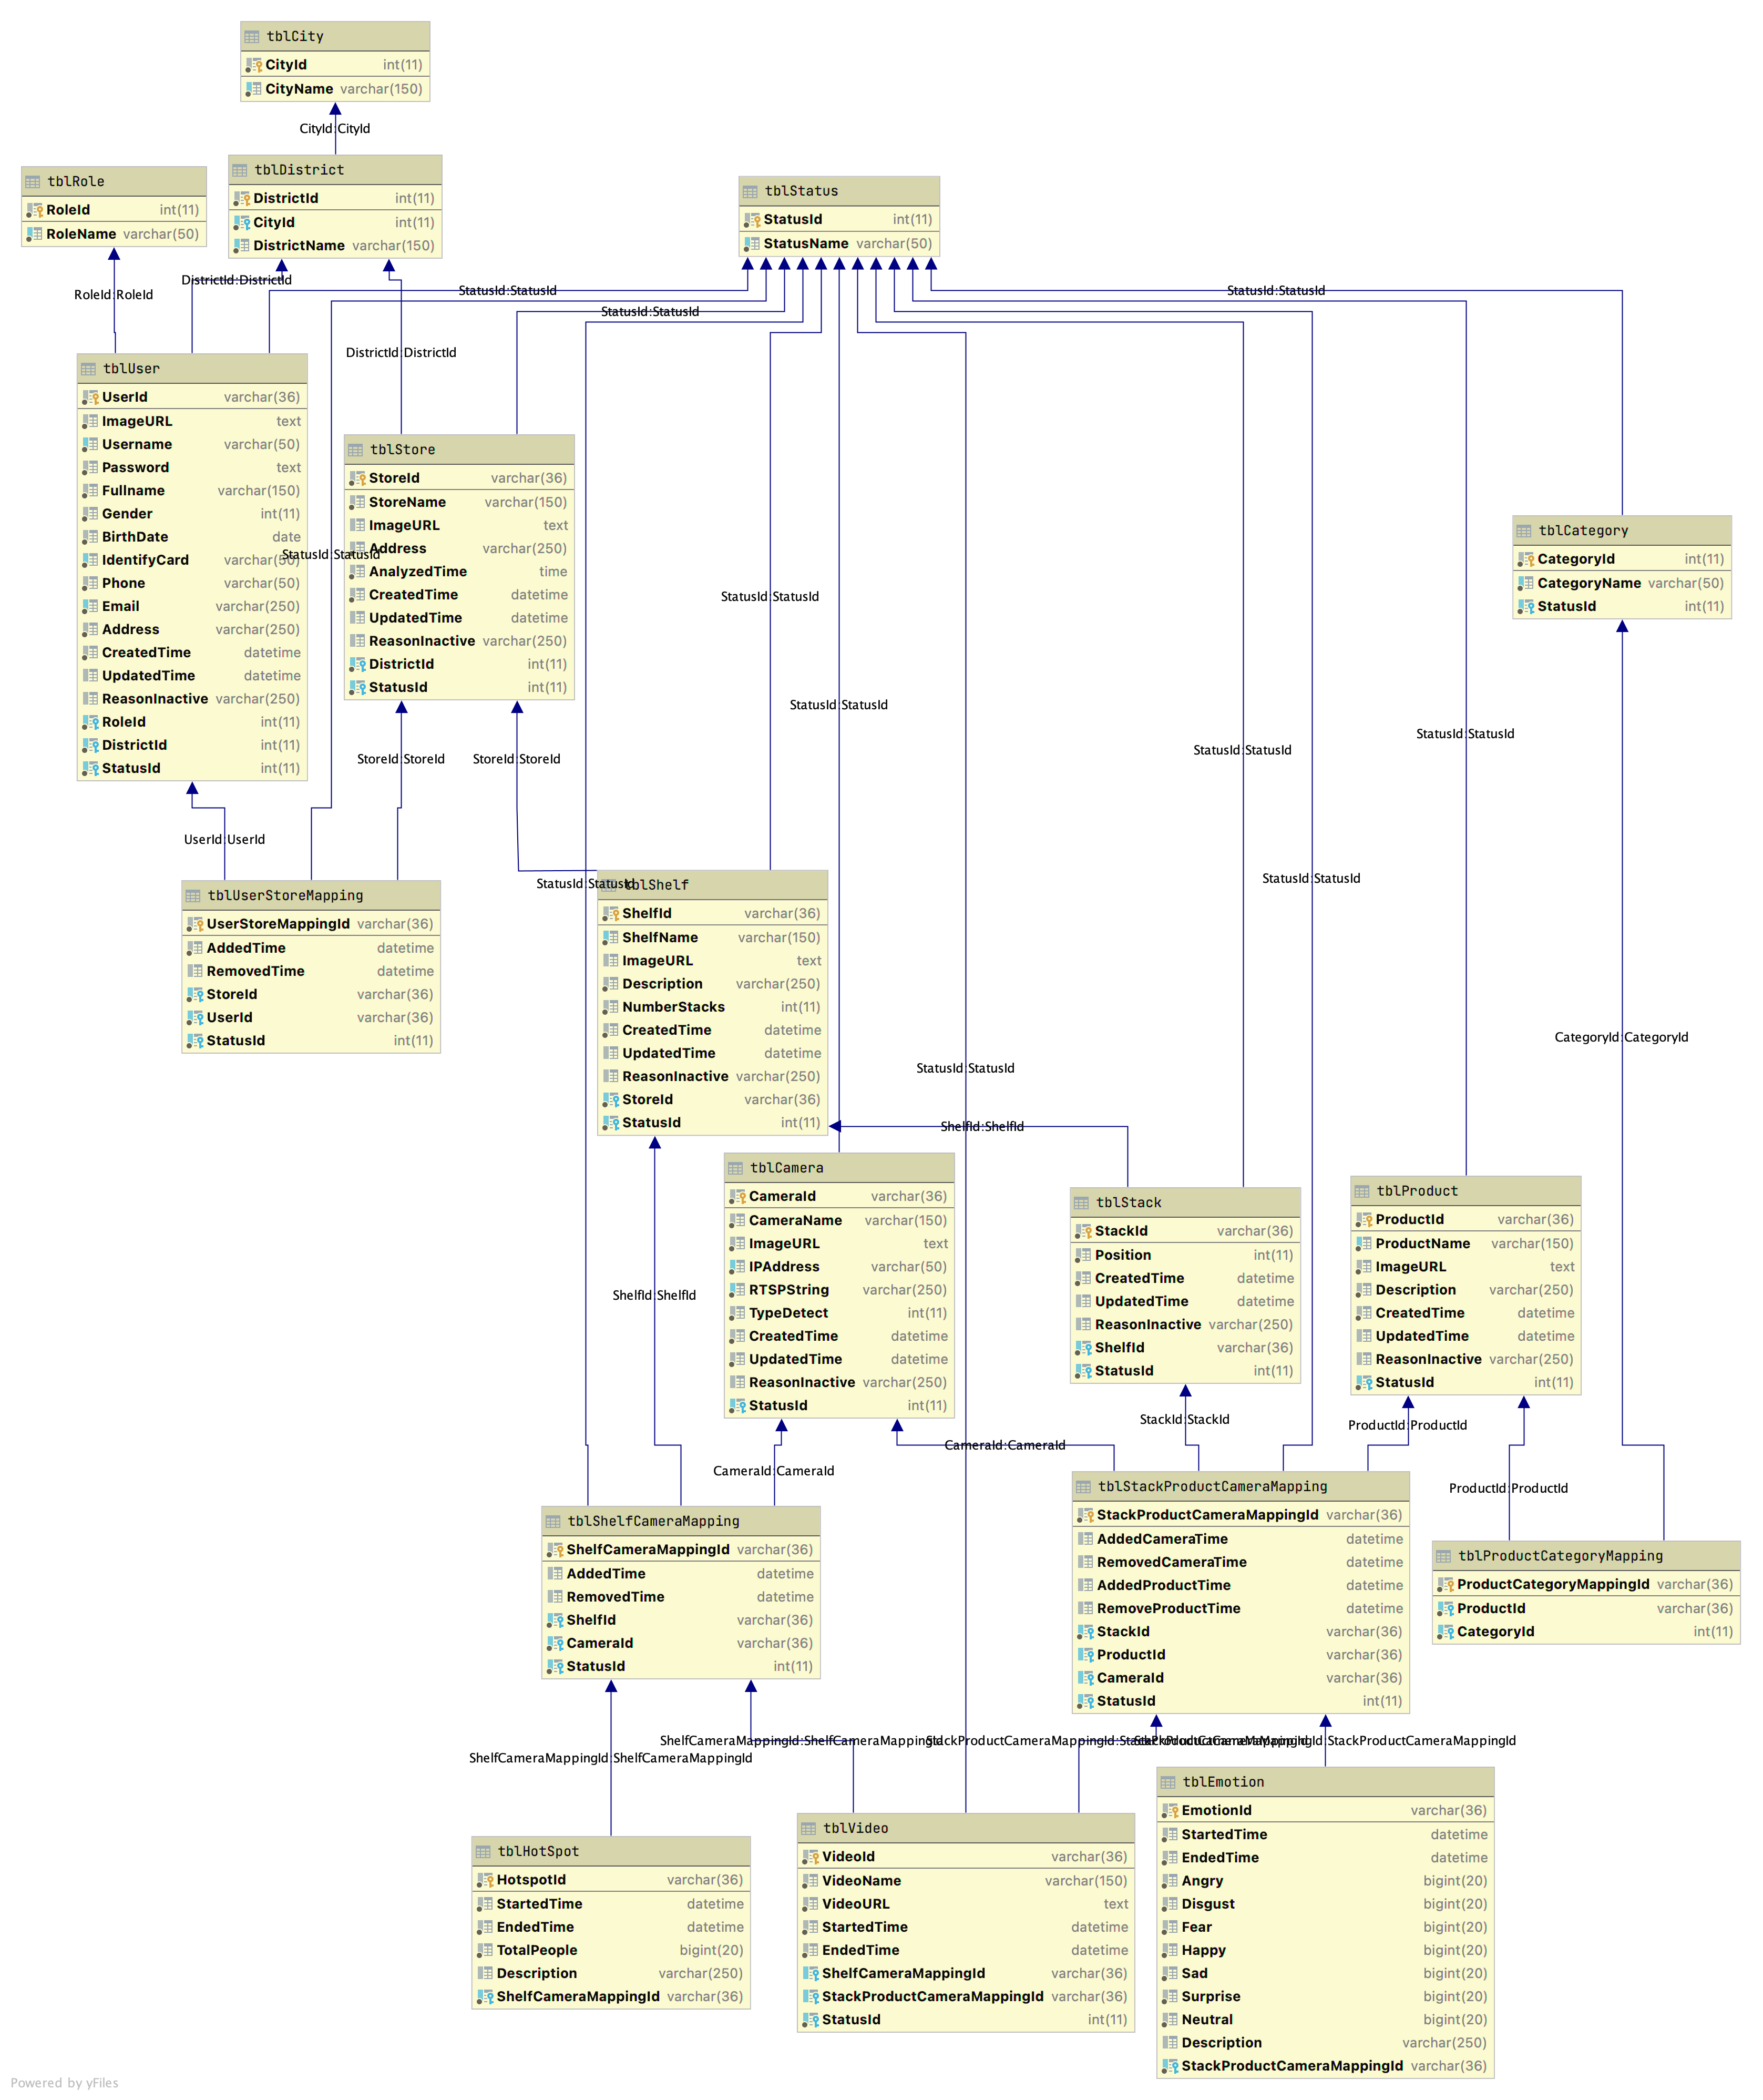 tblCity
CityId int(11)
CityName varchar(150)
CityId:CityId
tblRole
RoleId int(11)
RoleName varchar(50)
tblDistrict
DistrictId int(11)
CityId int(11)
DistrictName varchar(150)
tblStatus
StatusId int(11)
StatusName varchar(50)
RoleId:RoleId
DistrictId:DistrictId
StatusId:StatusId
StatusId:StatusId
StatusId:StatusId
DistrictId:DistrictId
tblUser
UserId varchar(36)
ImageURL text
Username varchar(50)
Password text
Fullname varchar(150)
Gender int(11)
BirthDate date
IdentifyCard varchar(50)
Phone varchar(50)
Email varchar(250)
Address varchar(250)
CreatedTime datetime
UpdatedTime datetime
ReasonInactive varchar(250)
RoleId int(11)
DistrictId int(11)
StatusId int(11)
StatusId:StatusId
tblStore
StoreId varchar(36)
StoreName varchar(150)
ImageURL text
Address varchar(250)
AnalyzedTime time
CreatedTime datetime
UpdatedTime datetime
ReasonInactive varchar(250)
DistrictId int(11)
StatusId int(11)
tblCategory
CategoryId int(11)
CategoryName varchar(50)
StatusId int(11)
StatusId:StatusId
StatusId:StatusId
StatusId:StatusId
StatusId:StatusId
StoreId:StoreId
StoreId:StoreId
UserId:UserId
StatusId:StatusId
StatusId:StatusId
tblUserStoreMapping
UserStoreMappingId varchar(36)
AddedTime datetime
RemovedTime datetime
StoreId varchar(36)
UserId varchar(36)
StatusId int(11)
tblShelf
ShelfId varchar(36)
ShelfName varchar(150)
ImageURL text
Description varchar(250)
NumberStacks int(11)
CreatedTime datetime
UpdatedTime datetime
ReasonInactive varchar(250)
StoreId varchar(36)
StatusId int(11)
CategoryId:CategoryId
StatusId:StatusId
ShelfId:ShelfId
tblCamera
CameraId varchar(36)
CameraName varchar(150)
ImageURL text
IPAddress varchar(50)
RTSPString varchar(250)
TypeDetect int(11)
CreatedTime datetime
UpdatedTime datetime
ReasonInactive varchar(250)
StatusId int(11)
tblStack
StackId varchar(36)
Position int(11)
CreatedTime datetime
UpdatedTime datetime
ReasonInactive varchar(250)
ShelfId varchar(36)
StatusId int(11)
tblProduct
ProductId varchar(36)
ProductName varchar(150)
ImageURL text
Description varchar(250)
CreatedTime datetime
UpdatedTime datetime
ReasonInactive varchar(250)
StatusId int(11)
ShelfId:ShelfId
StackId:StackId
ProductId:ProductId
CameraId:CameraId
CameraId:CameraId
ProductId:ProductId
tblShelfCameraMapping
ShelfCameraMappingId varchar(36)
AddedTime datetime
RemovedTime datetime
ShelfId varchar(36)
CameraId varchar(36)
StatusId int(11)
tblStackProductCameraMapping
StackProductCameraMappingId varchar(36)
AddedCameraTime datetime
RemovedCameraTime datetime
AddedProductTime datetime
RemoveProductTime datetime
StackId varchar(36)
ProductId varchar(36)
CameraId varchar(36)
StatusId int(11)
tblProductCategoryMapping
ProductCategoryMappingId varchar(36)
ProductId varchar(36)
CategoryId int(11)
ShelfCameraMappingId:ShelfCameraMappingId
StackProductCameraMappingId:StackProductCameraMappingId
StackProductCameraMappingId:StackProductCameraMappingId
ShelfCameraMappingId:ShelfCameraMappingId
tblHotSpot
HotspotId varchar(36)
StartedTime datetime
EndedTime datetime
TotalPeople bigint(20)
Description varchar(250)
ShelfCameraMappingId varchar(36)
tblVideo
VideoId varchar(36)
VideoName varchar(150)
VideoURL text
StartedTime datetime
EndedTime datetime
ShelfCameraMappingId varchar(36)
StackProductCameraMappingId varchar(36)
StatusId int(11)
tblEmotion
EmotionId varchar(36)
StartedTime datetime
EndedTime datetime
Angry bigint(20)
Disgust bigint(20)
Fear bigint(20)
Happy bigint(20)
Sad bigint(20)
Surprise bigint(20)
Neutral bigint(20)
Description varchar(250)
StackProductCameraMappingId varchar(36)
Powered by yFiles